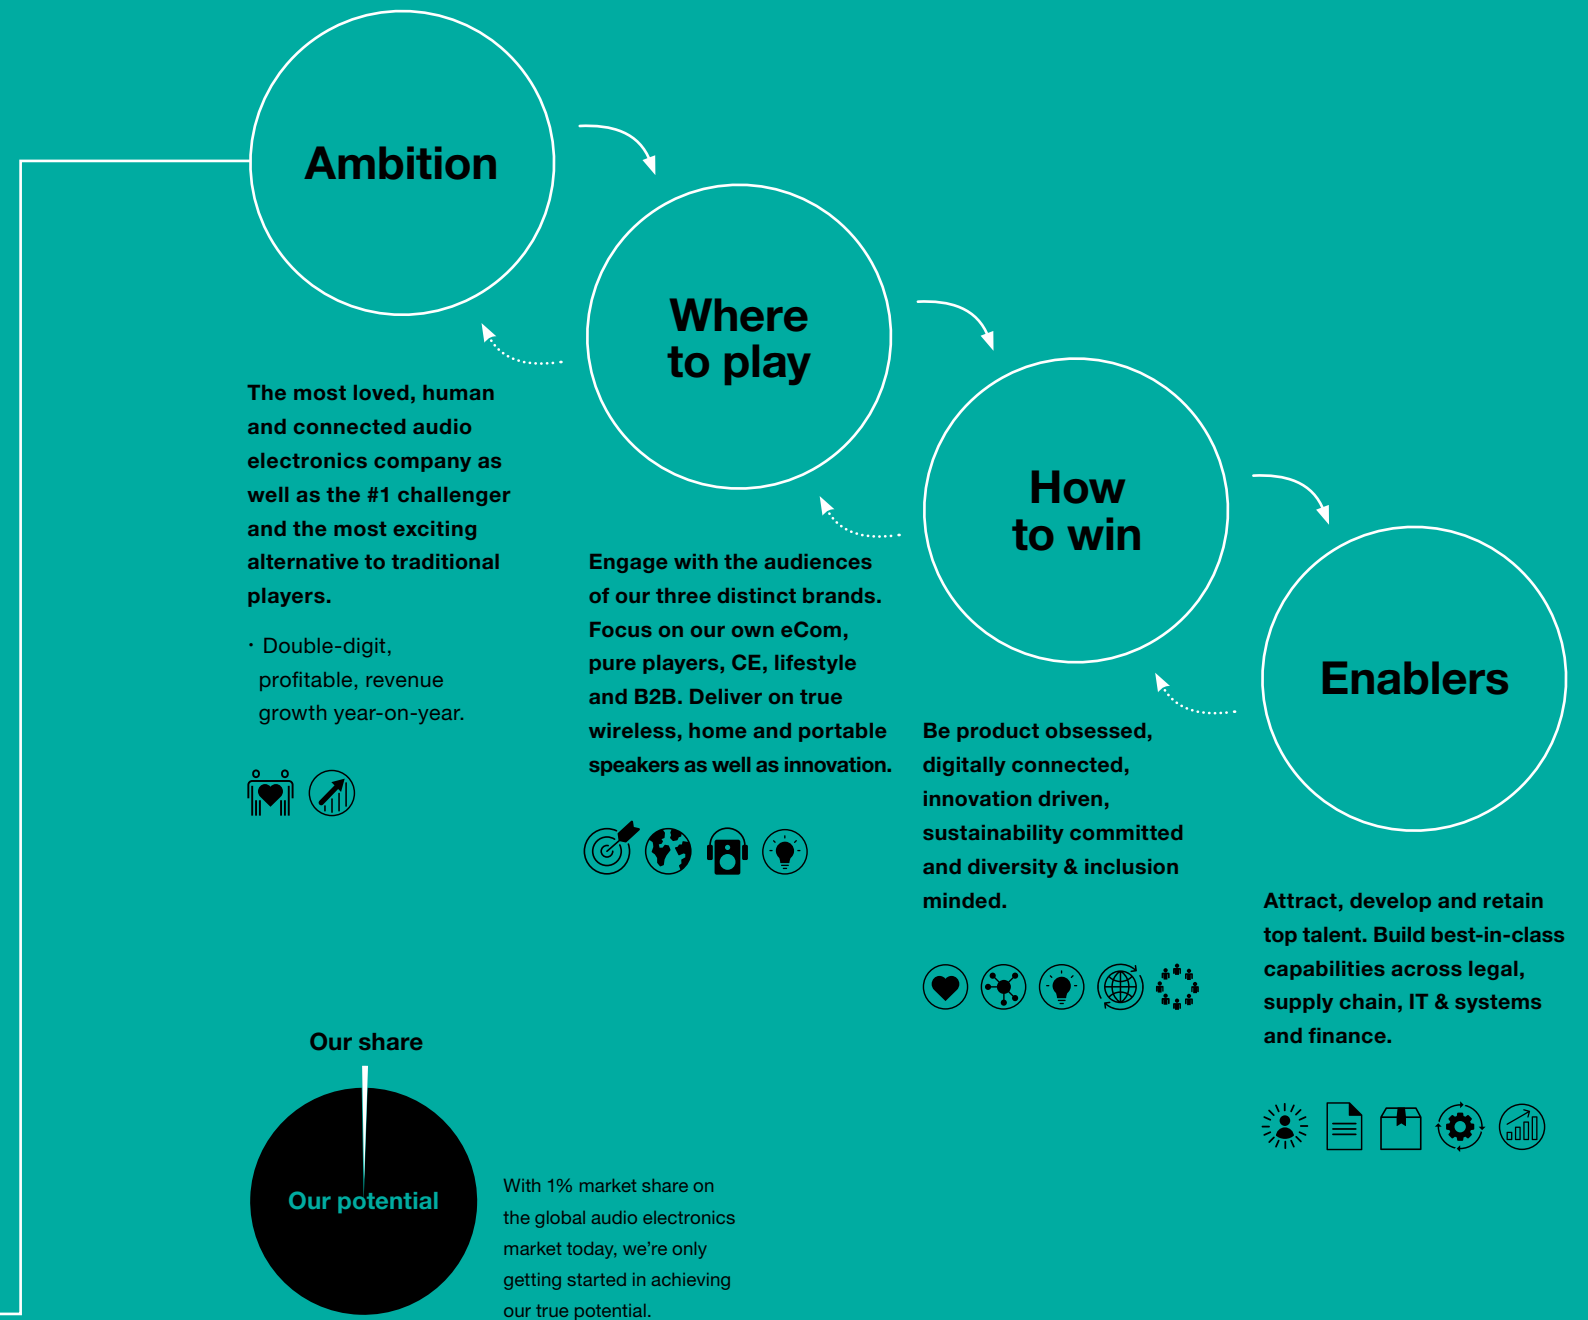 Ambition
The most loved, human
and connected audio
electronics company as
well as the #1 challenger
and the most exciting
alternative to traditional
players.
· Double-digit,
profitable, revenue
growth year-on-year.
Where
to play
Engage with the audiences
of our three distinct brands.
Focus on our own eCom,
pure players, CE, lifestyle
and B2B. Deliver on true
wireless, home and portable
speakers as well as innovation.
How
to win
Be product obsessed,
digitally connected,
innovation driven,
sustainability committed
and diversity & inclusion
minded.
Enablers
Attract, develop and retain
top talent. Build best-in-class
capabilities across legal,
supply chain, IT & systems
and finance.
Our share
Our potential
With 1% market share on
the global audio electronics
market today, we’re only
getting started in achieving
our true potential.